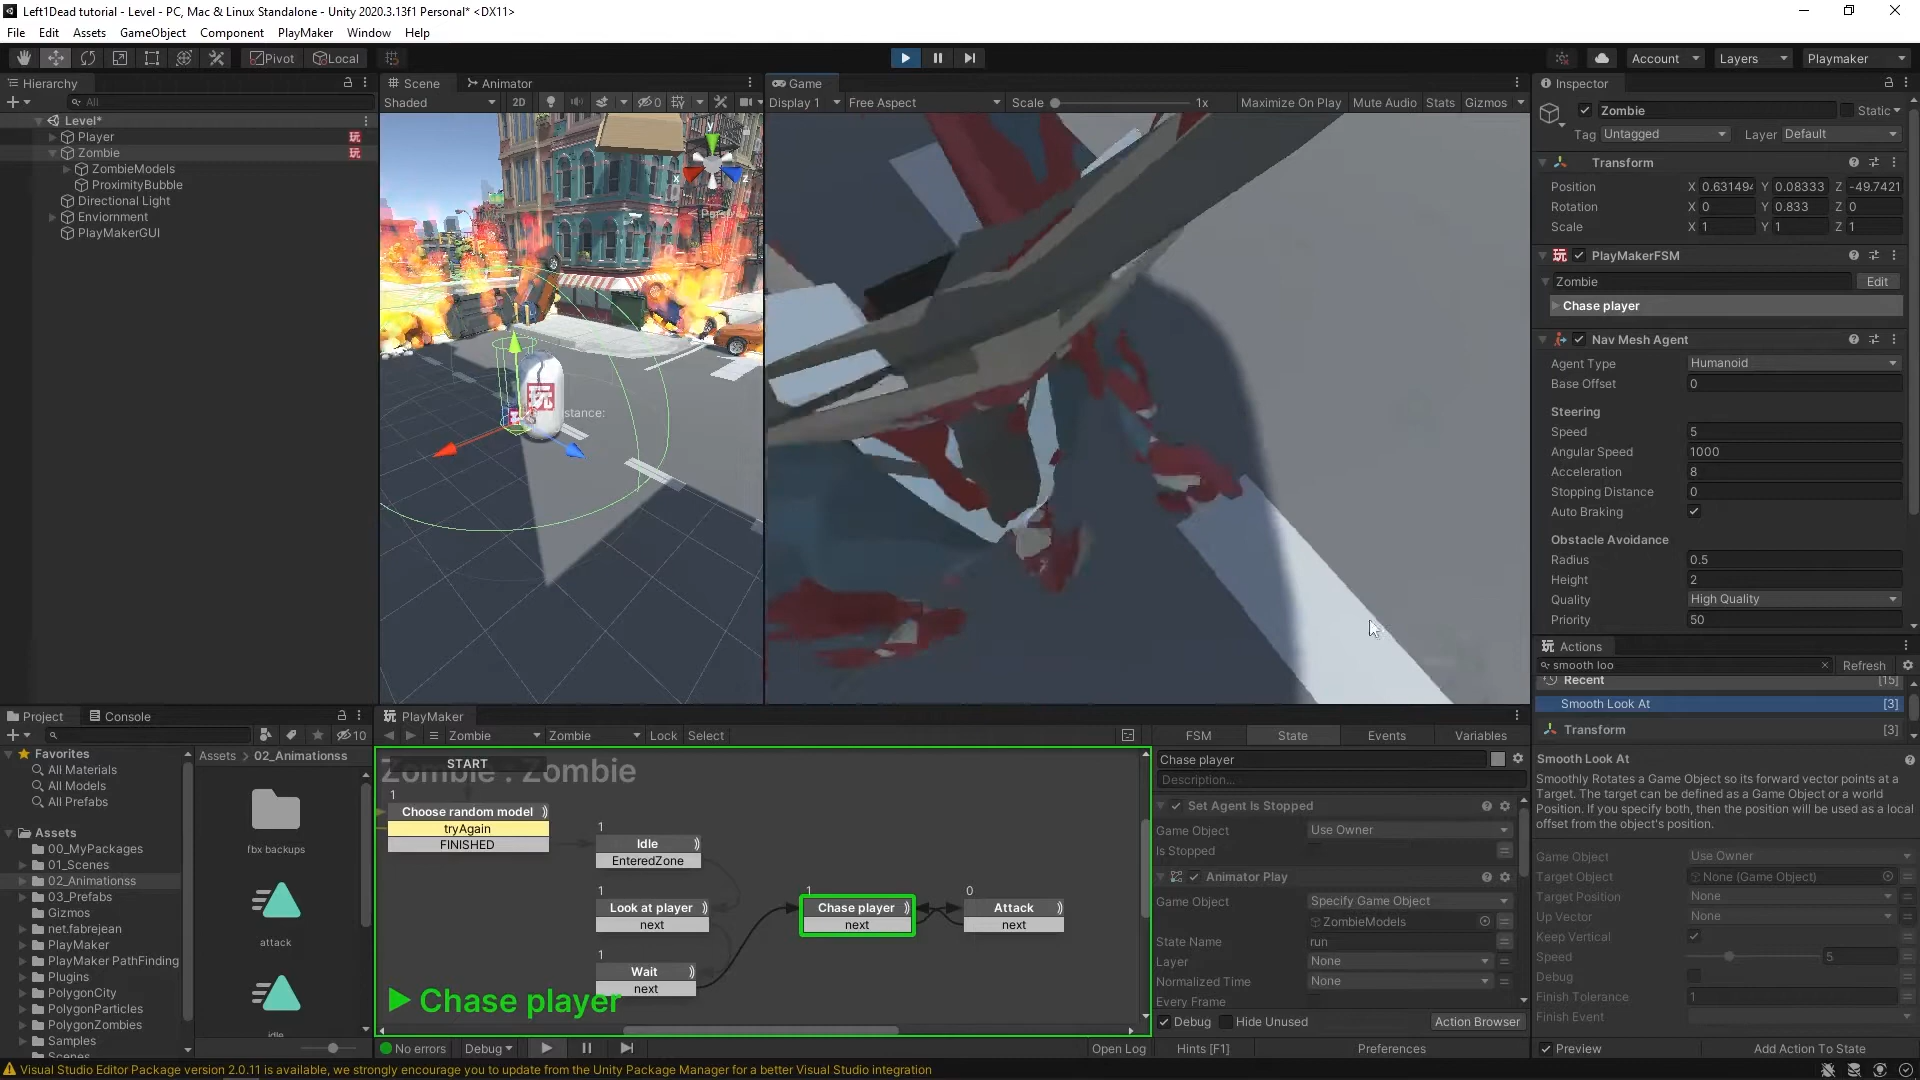 Left1Dead tutorial - Level - PC, Mac & Linux Standalone - Unity 2020.3.13f1 Personal* <DX11>
File Edit Assets GameObject Component PlayMaker Window Help
Pivot Local Account Layers Playmaker
Hierarchy
All
Level*
Player
Zombie
ZombieModels
ProximityBubble
Directional Light
Enviornment
PlayMakerGUI
Scene Animator
Shaded 2D 0
y
x z
Persp
stance:
Game
Display 1 Free Aspect Scale 1x Maximize On Play Mute Audio Stats Gizmos
Inspector
Zombie Static
Tag Untagged Layer Default
Transform
Position X 0.631494 Y 0.08333 Z -49.7421
Rotation X 0 Y 0.833 Z 0
Scale X 1 Y 1 Z 1
PlayMakerFSM
Zombie Edit
Chase player
Nav Mesh Agent
Agent Type Humanoid
Base Offset 0
Steering
Speed 5
Angular Speed 1000
Acceleration 8
Stopping Distance 0
Auto Braking
Obstacle Avoidance
Radius 0.5
Height 2
Quality High Quality
Priority 50
Actions
smooth loo Refresh
Recent [15]
Smooth Look At [3]
Transform [3]
Smooth Look At
Smoothly Rotates a Game Object so its forward vector points at a
Target. The target can be defined as a Game Object or a world
Position. If you specify both, then the position will be used as a local
offset from the object's position.
Game Object Use Owner
Target Object None (Game Object)
Target Position None
Up Vector None
Keep Vertical
Speed 5
Debug
Finish Tolerance 1
Finish Event
Preview Add Action To State
Project Console
10
Favorites
All Materials
All Models
All Prefabs
Assets
00_MyPackages
01_Scenes
02_Animationss
03_Prefabs
Gizmos
net.fabrejean
PlayMaker
PlayMaker PathFinding
Plugins
PolygonCity
PolygonParticles
PolygonZombies
Samples
Scenes
Assets 02_Animationss
fbx backups
attack
idle
PlayMaker
Zombie Zombie Lock Select
Zombie : Zombie
START
1
Choose random model
tryAgain
FINISHED
1
Idle
EnteredZone
1
Look at player
next
1
Wait
next
1
Chase player
next
0
Attack
next
Chase player
No errors Debug Open Log
FSM State Events Variables
Chase player
Description...
Set Agent Is Stopped
Game Object Use Owner
Is Stopped
Animator Play
Game Object Specify Game Object
ZombieModels
State Name run
Layer None
Normalized Time None
Every Frame
Debug Hide Unused Action Browser
Hints [F1] Preferences
Visual Studio Editor Package version 2.0.11 is available, we strongly encourage you to update from the Unity Package Manager for a better Visual Studio integration